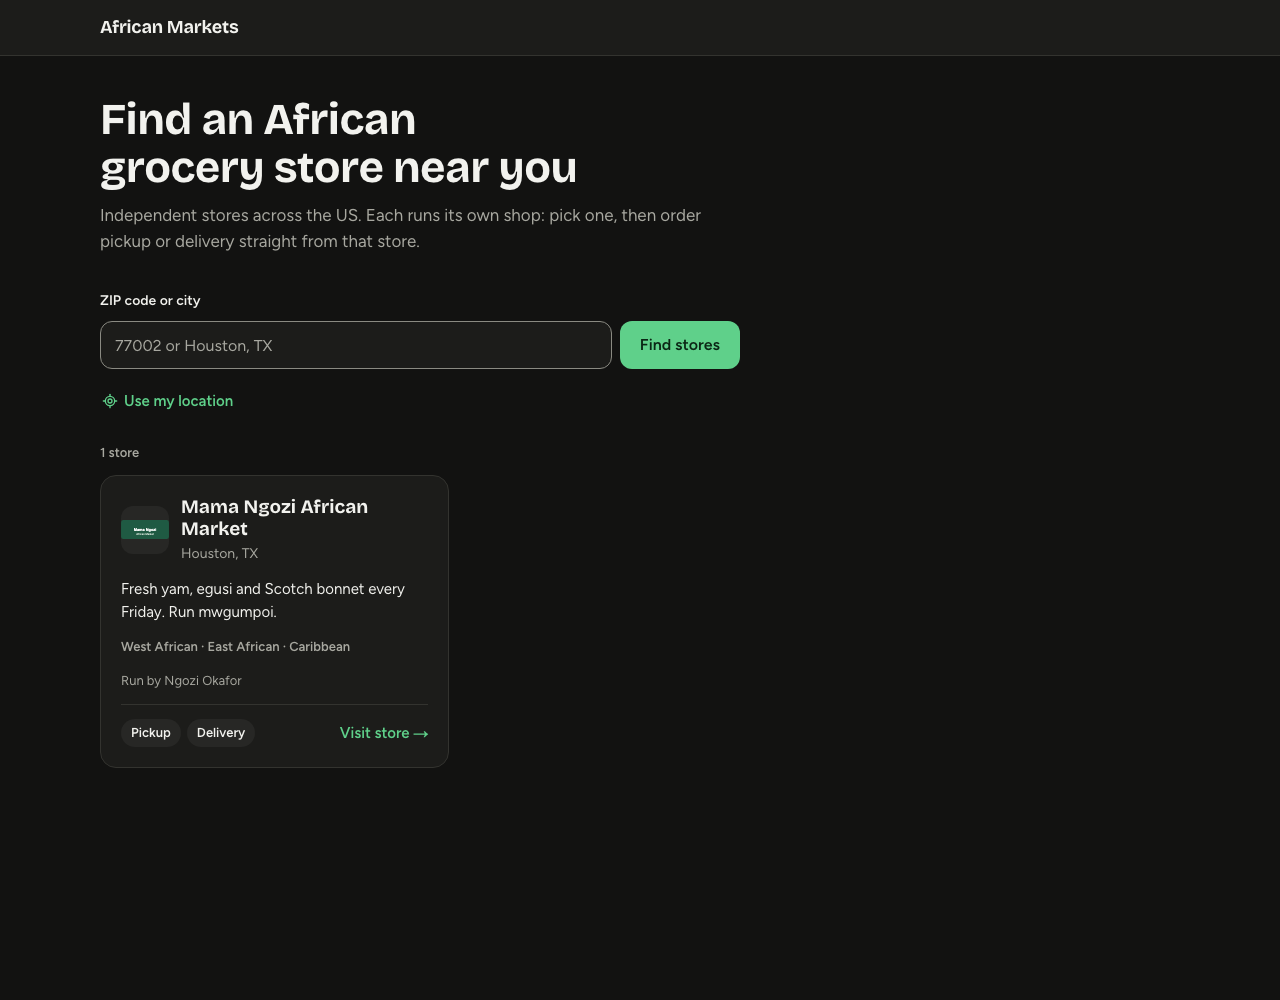 African Markets
Find an African
grocery store near you
Independent stores across the US. Each runs its own shop: pick one, then order
pickup or delivery straight from that store.
ZIP code or city
77002 or Houston, TX
Find stores
Use my location
1 store
Mama Ngozi
Mama Ngozi African
Market
Houston, TX
Fresh yam, egusi and Scotch bonnet every
Friday. Run mwgumpoi.
West African · East African · Caribbean
Run by Ngozi Okafor
Pickup
Delivery
Visit store →